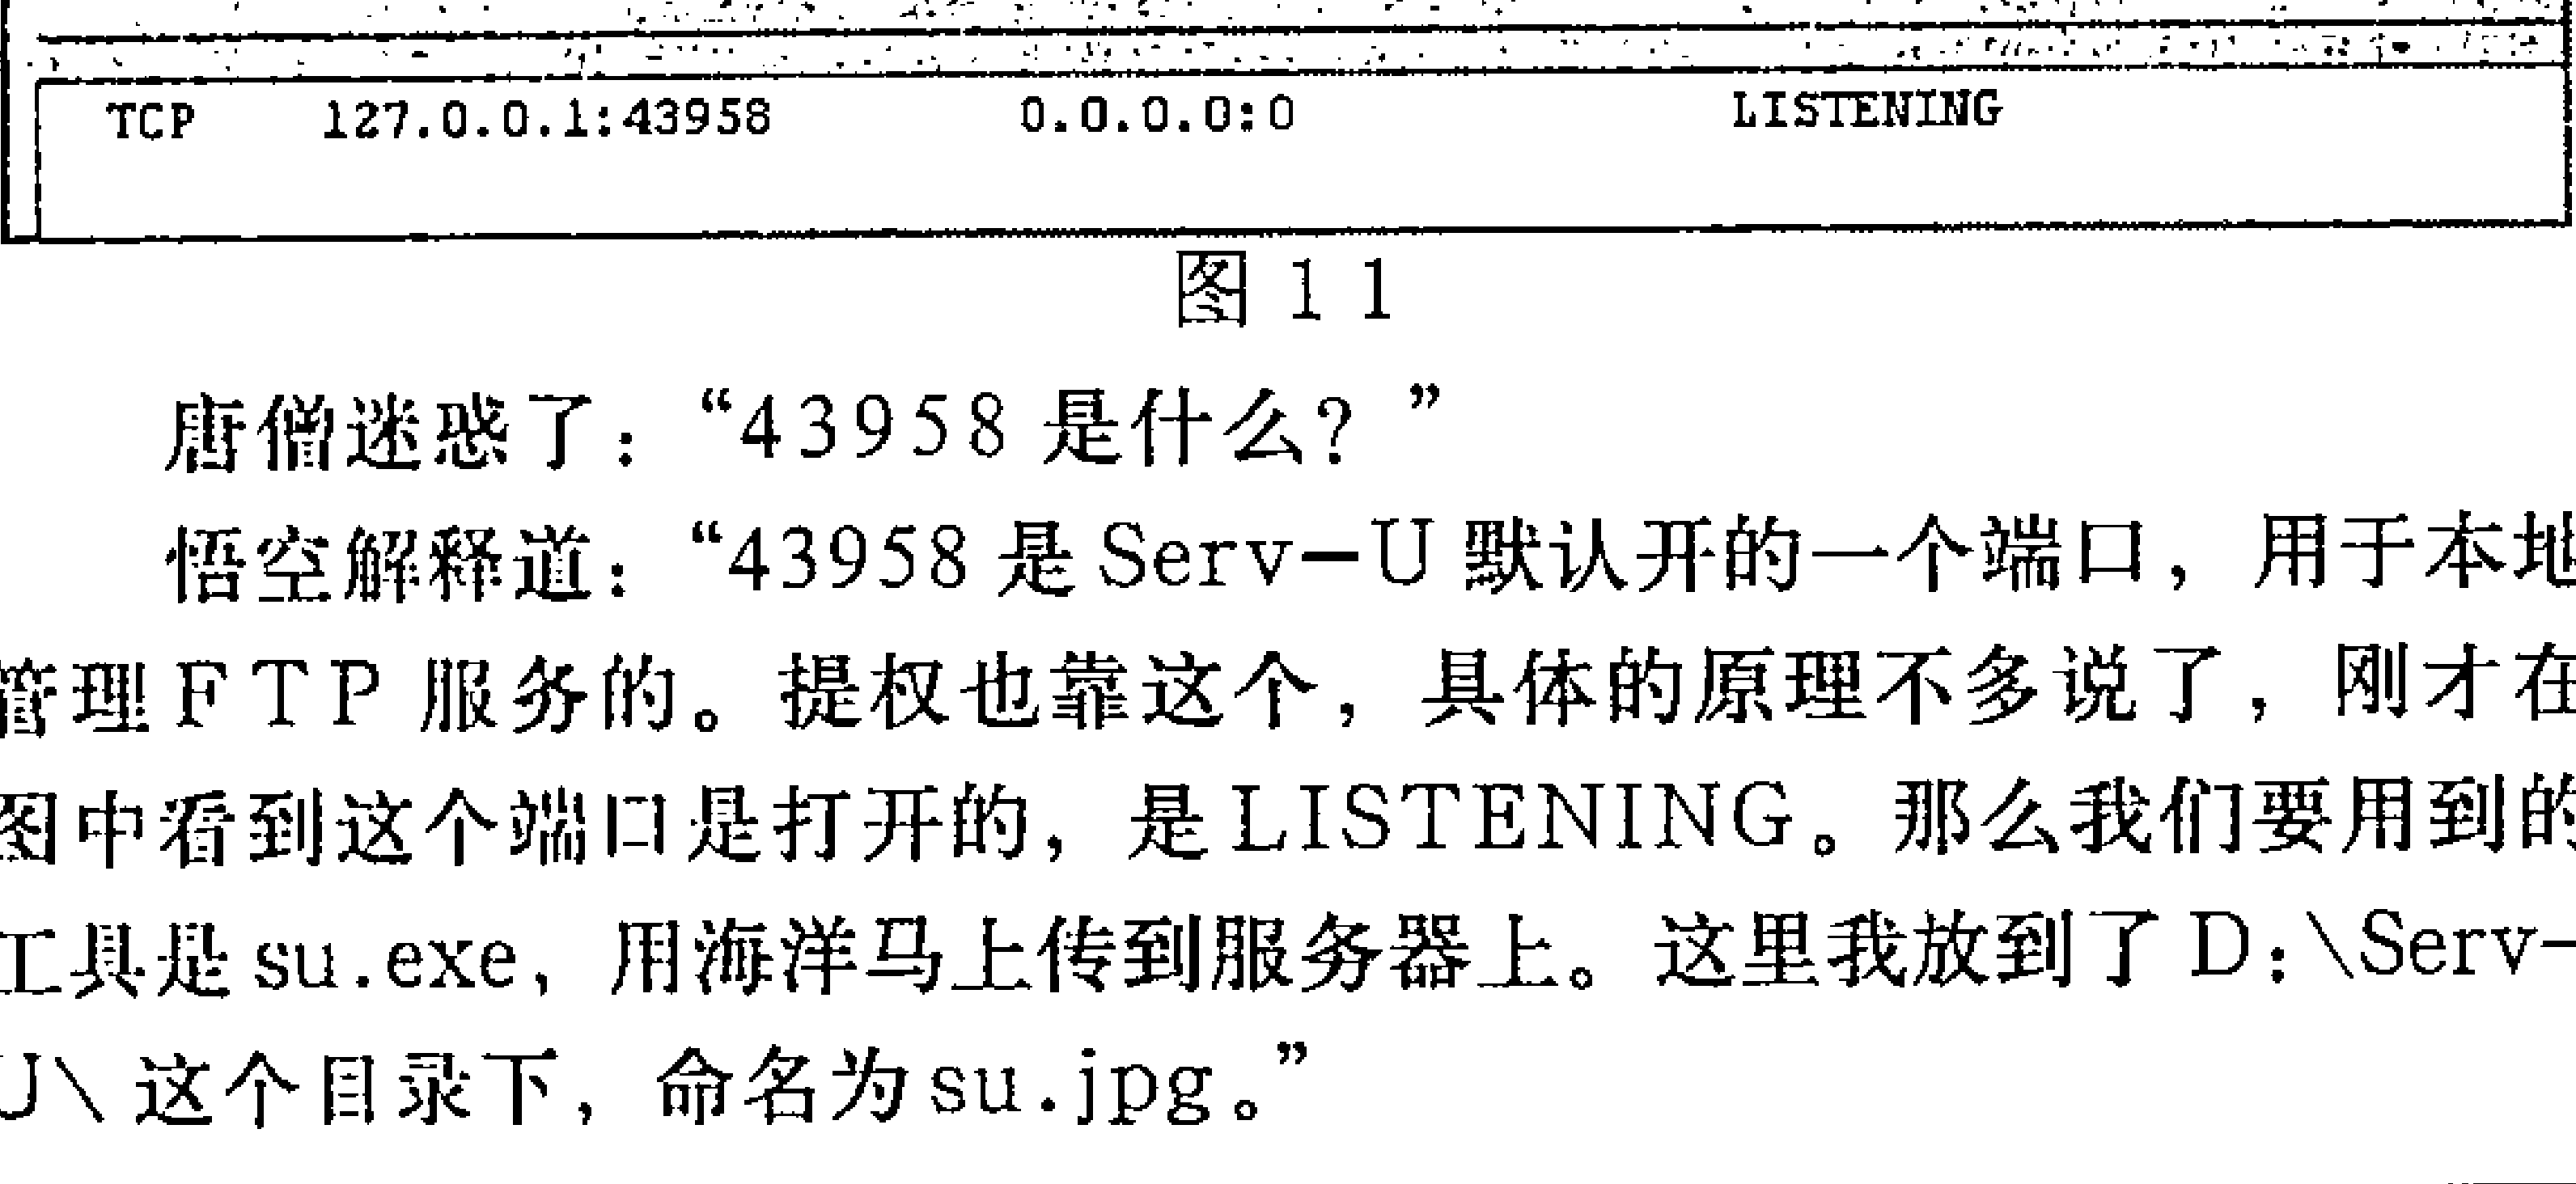 TCP 127.0.0.1:43958 0.0.0.0:0 LISTENING
图 11
唐僧迷惑了：“43958 是什么？”
悟空解释道：“43958 是 Serv-U 默认开的一个端口，用于本地
管理 FTP 服务的。提权也靠这个，具体的原理不多说了，刚才在
图中看到这个端口是打开的，是 LISTENING。那么我们要用到的
工具是 su.exe，用海洋马上传到服务器上。这里我放到了 D:\Serv-
U\ 这个目录下，命名为 su.jpg。”